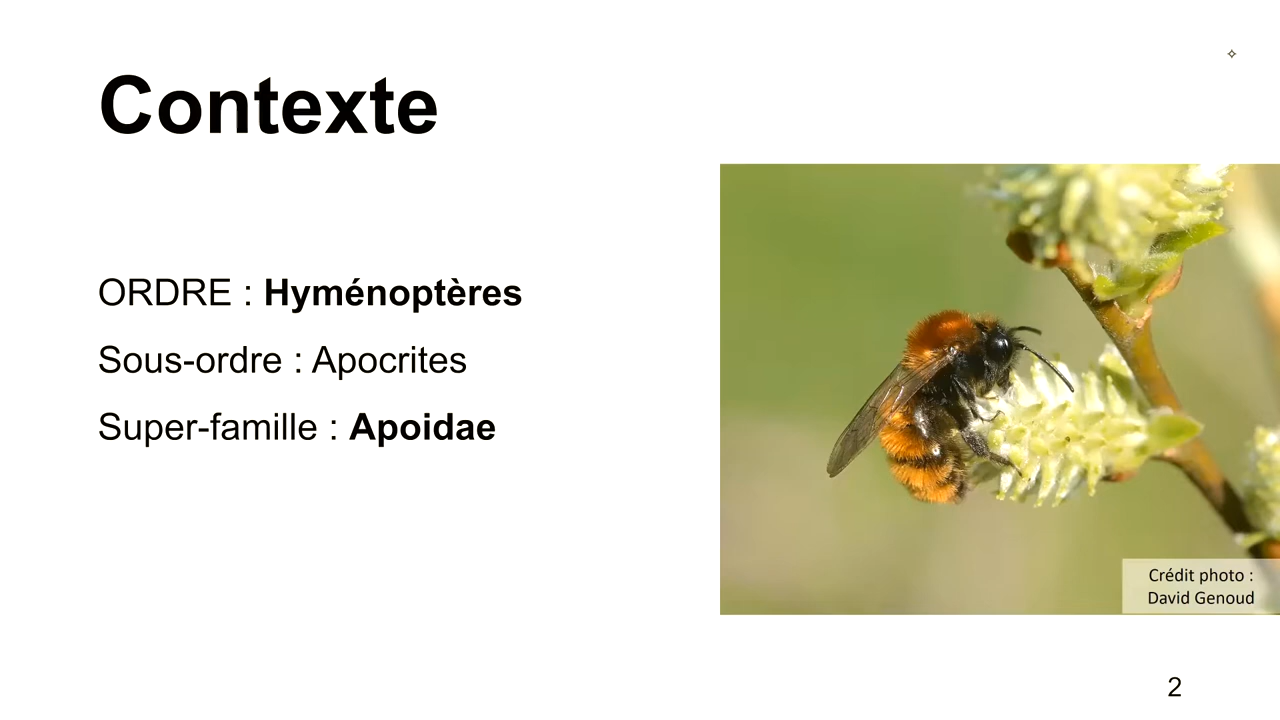 Contexte
ORDRE : Hyménoptères
Sous-ordre : Apocrites
Super-famille : Apoidae
Crédit photo :
David Genoud
2